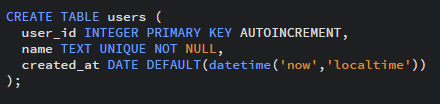 CREATE TABLE users (
  user_id INTEGER PRIMARY KEY AUTOINCREMENT,
  name TEXT UNIQUE NOT NULL,
  created_at DATE DEFAULT(datetime('now','localtime'))
);